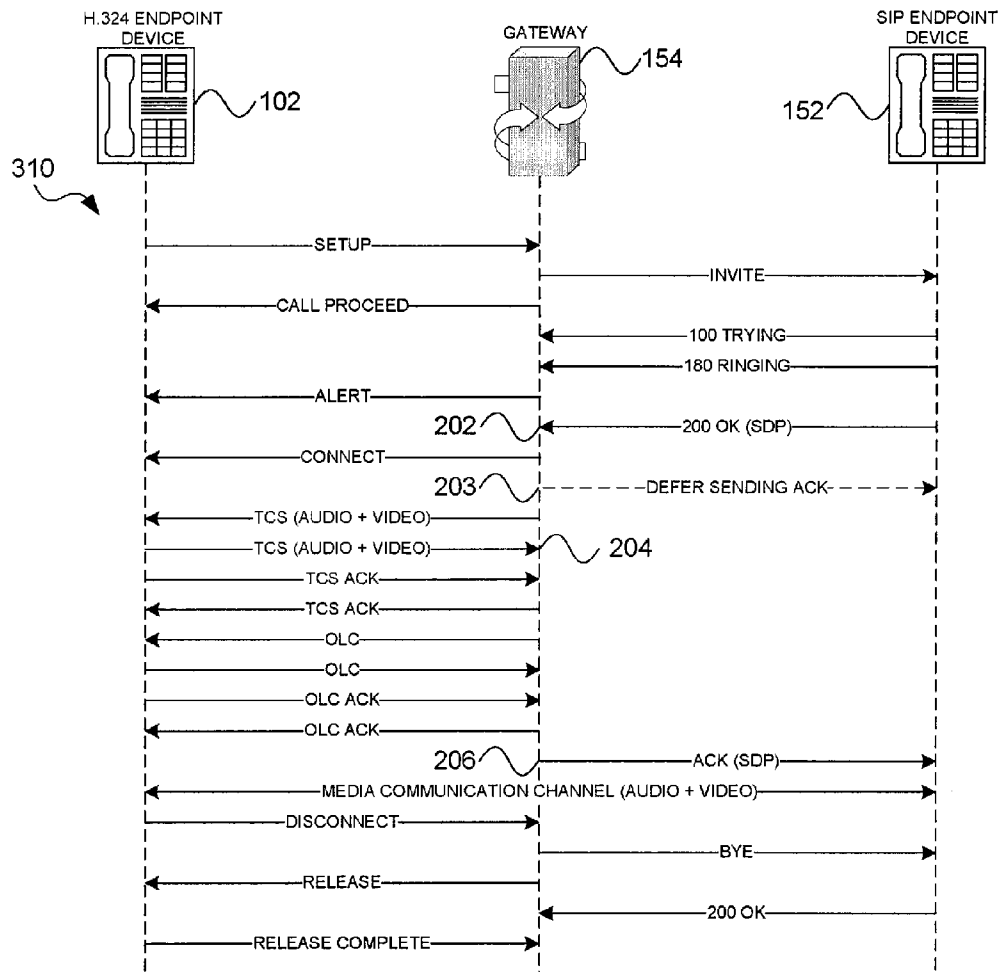 H.324 ENDPOINT
DEVICE
GATEWAY
SIP ENDPOINT
DEVICE
102
154
152
310
SETUP
INVITE
CALL PROCEED
100 TRYING
180 RINGING
ALERT
202
200 OK (SDP)
CONNECT
203
DEFER SENDING ACK
TCS (AUDIO + VIDEO)
TCS (AUDIO + VIDEO)
204
TCS ACK
TCS ACK
OLC
OLC
OLC ACK
OLC ACK
206
ACK (SDP)
MEDIA COMMUNICATION CHANNEL (AUDIO + VIDEO)
DISCONNECT
BYE
RELEASE
200 OK
RELEASE COMPLETE